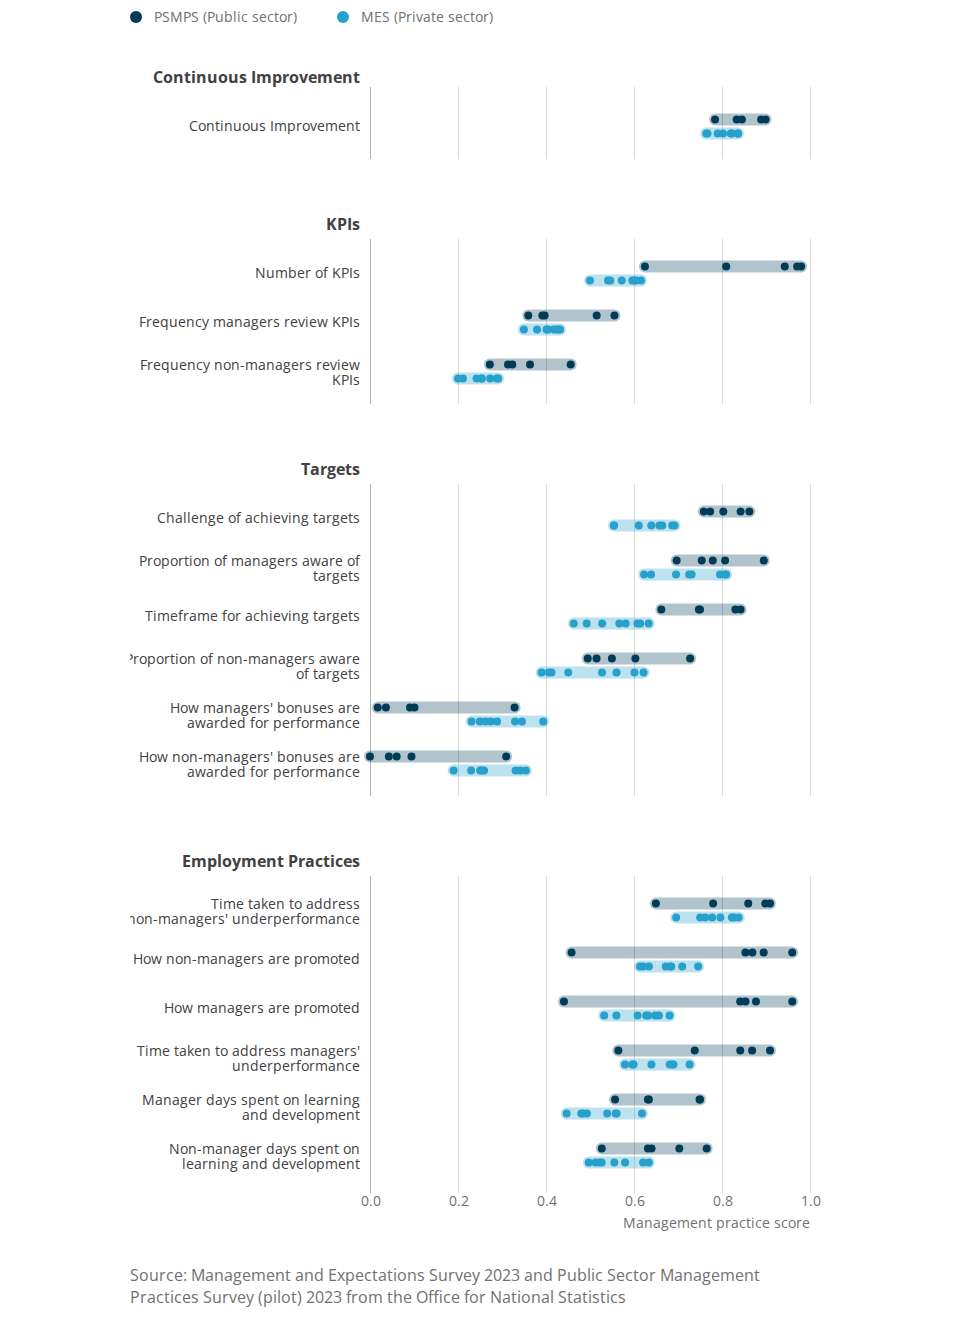 PSMPS (Public sector) MES (Private sector)
Continuous Improvement
Continuous Improvement
KPIs
Number of KPIs
Frequency managers review KPIs
Frequency non-managers review
KPIs
Targets
Challenge of achieving targets
Proportion of managers aware of
targets
Timeframe for achieving targets
Proportion of non-managers aware
of targets
How managers' bonuses are
awarded for performance
How non-managers' bonuses are
awarded for performance
Employment Practices
Time taken to address
non-managers' underperformance
How non-managers are promoted
How managers are promoted
Time taken to address managers'
underperformance
Manager days spent on learning
and development
Non-manager days spent on
learning and development
0.0 0.2 0.4 0.6 0.8 1.0
Management practice score
Source: Management and Expectations Survey 2023 and Public Sector Management
Practices Survey (pilot) 2023 from the Office for National Statistics